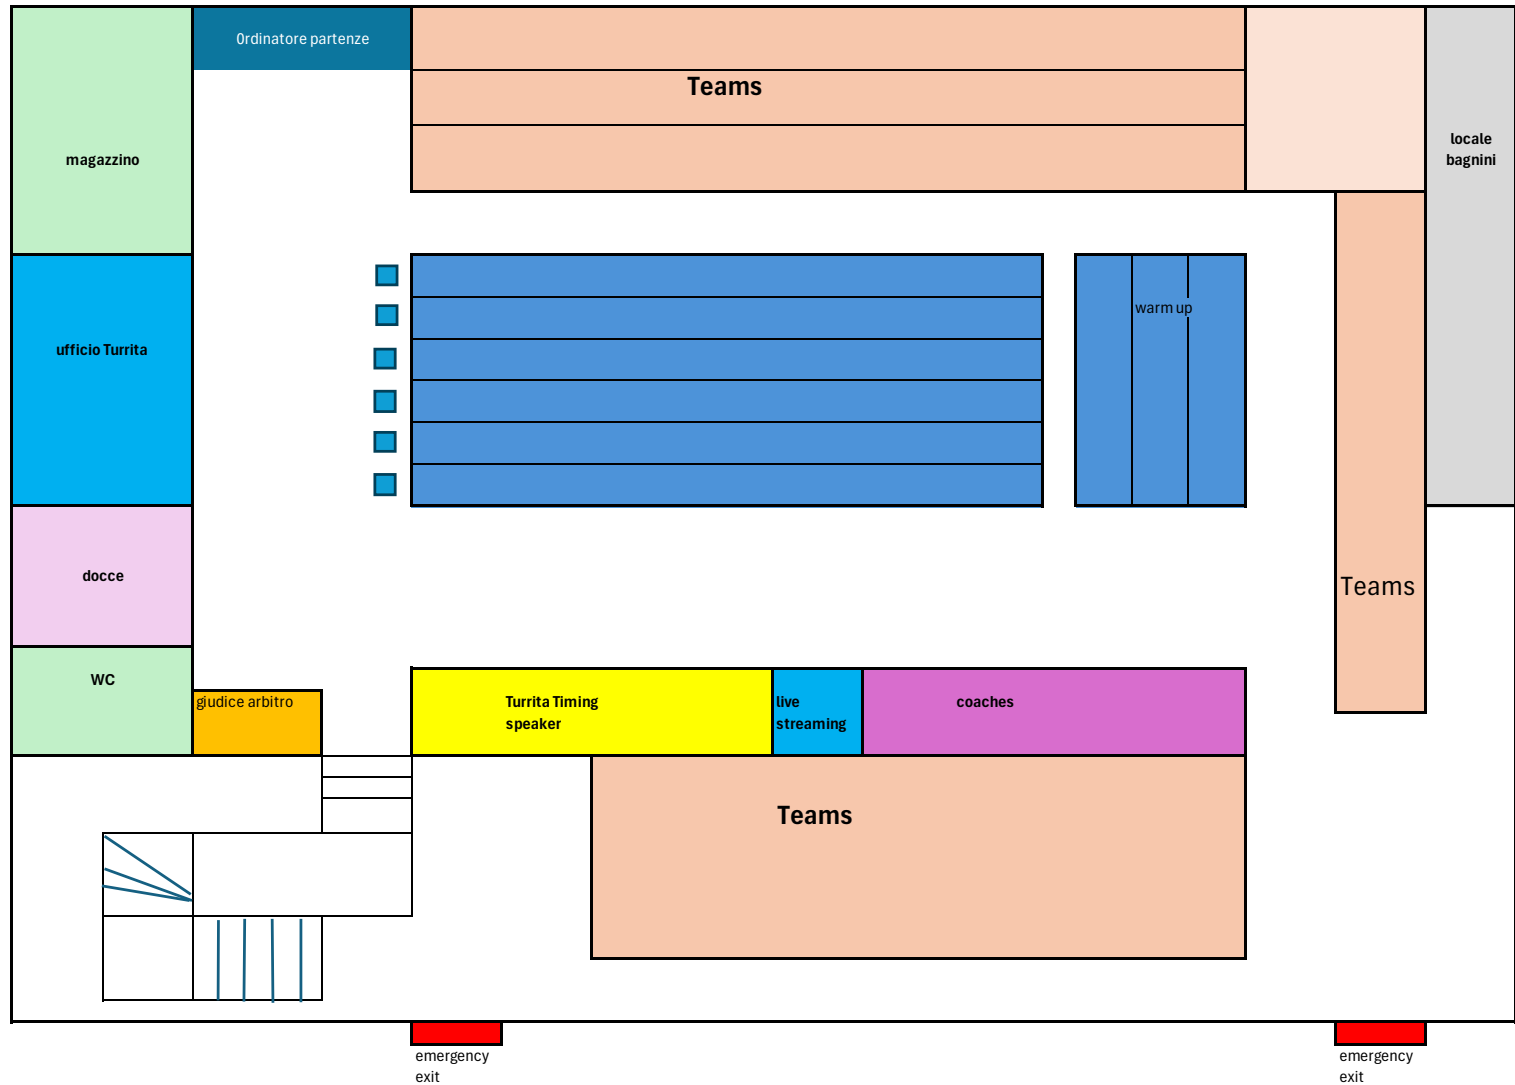 Ordinatore partenze
Teams
locale
bagnini
magazzino
warm up
ufficio Turrita
docce
Teams
WC
giudice arbitro
Turrita Timing
speaker
live
streaming
coaches
Teams
emergency
exit
emergency
exit